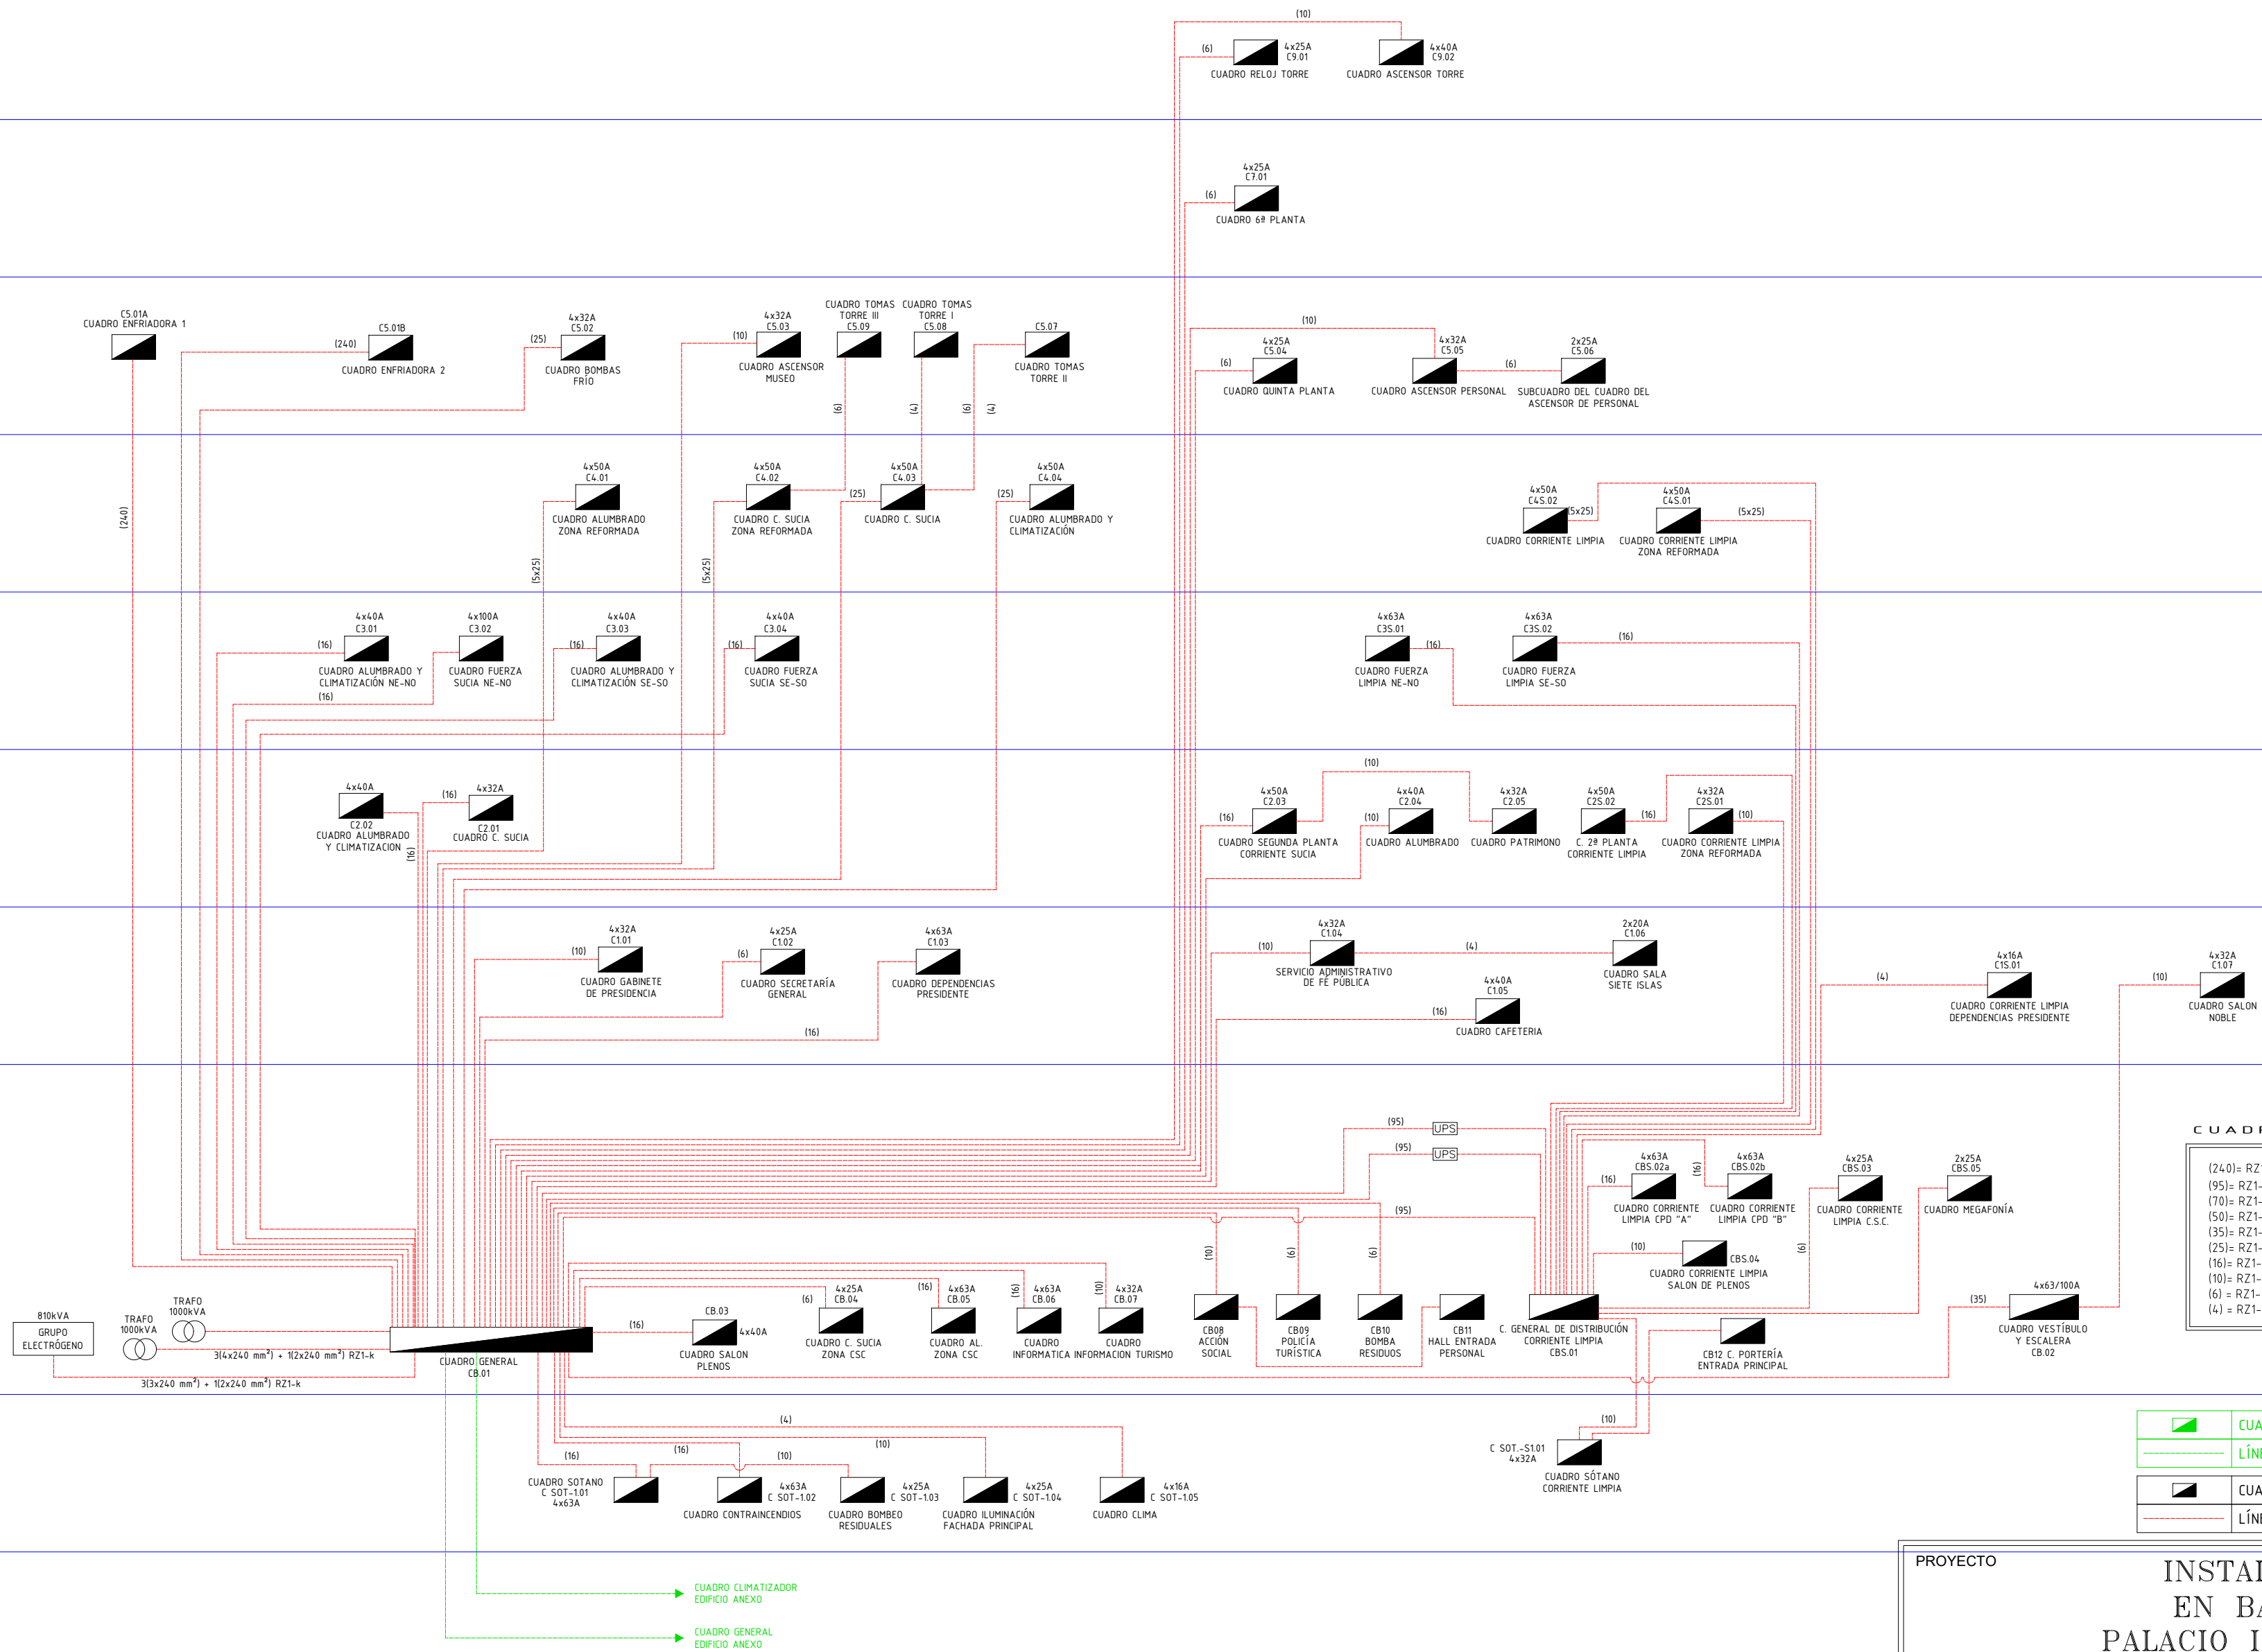 (10)
(6)
4x25A
C9.01
CUADRO RELOJ TORRE
4x40A
C9.02
CUADRO ASCENSOR TORRE
4x25A
C7.01
(6)
CUADRO 6ª PLANTA
C5.01A
CUADRO ENFRIADORA 1
(240)
C5.01B
CUADRO ENFRIADORA 2
(25)
4x32A
C5.02
CUADRO BOMBAS
FRÍO
(10)
4x32A
C5.03
CUADRO ASCENSOR
MUSEO
CUADRO TOMAS
TORRE III
C5.09
CUADRO TOMAS
TORRE I
C5.08
C5.07
CUADRO TOMAS
TORRE II
(6)
(4)
(6)
(4)
(10)
(6)
4x25A
C5.04
CUADRO QUINTA PLANTA
4x32A
C5.05
CUADRO ASCENSOR PERSONAL
(6)
2x25A
C5.06
SUBCUADRO DEL CUADRO DEL
ASCENSOR DE PERSONAL
(240)
4x50A
C4.01
CUADRO ALUMBRADO
ZONA REFORMADA
(5x25)
4x50A
C4.02
CUADRO C. SUCIA
ZONA REFORMADA
(5x25)
(25)
4x50A
C4.03
CUADRO C. SUCIA
(25)
4x50A
C4.04
CUADRO ALUMBRADO Y
CLIMATIZACIÓN
4x50A
C4S.02
(5x25)
CUADRO CORRIENTE LIMPIA
4x50A
C4S.01
(5x25)
CUADRO CORRIENTE LIMPIA
ZONA REFORMADA
4x40A
C3.01
(16)
CUADRO ALUMBRADO Y
CLIMATIZACIÓN NE-NO
(16)
4x100A
C3.02
CUADRO FUERZA
SUCIA NE-NO
4x40A
C3.03
(16)
CUADRO ALUMBRADO Y
CLIMATIZACIÓN SE-SO
4x40A
C3.04
(16)
CUADRO FUERZA
SUCIA SE-SO
4x63A
C3S.01
(16)
CUADRO FUERZA
LIMPIA NE-NO
4x63A
C3S.02
(16)
CUADRO FUERZA
LIMPIA SE-SO
4x40A
C2.02
CUADRO ALUMBRADO
Y CLIMATIZACION
(16)
(16)
4x32A
C2.01
CUADRO C. SUCIA
(10)
(16)
4x50A
C2.03
CUADRO SEGUNDA PLANTA
CORRIENTE SUCIA
(10)
4x40A
C2.04
CUADRO ALUMBRADO
4x32A
C2.05
CUADRO PATRIMONO
4x50A
C2S.02
(16)
C. 2ª PLANTA
CORRIENTE LIMPIA
4x32A
C2S.01
(10)
CUADRO CORRIENTE LIMPIA
ZONA REFORMADA
4x32A
C1.01
(10)
CUADRO GABINETE
DE PRESIDENCIA
4x25A
C1.02
(6)
CUADRO SECRETARÍA
GENERAL
4x63A
C1.03
CUADRO DEPENDENCIAS
PRESIDENTE
(16)
4x32A
C1.04
(10)
SERVICIO ADMINISTRATIVO
DE FE PÚBLICA
(4)
2x20A
C1.06
CUADRO SALA
SIETE ISLAS
4x40A
C1.05
(16)
CUADRO CAFETERIA
(4)
4x16A
C1S.01
CUADRO CORRIENTE LIMPIA
DEPENDENCIAS PRESIDENTE
(10)
4x32A
C1.07
CUADRO SALON
NOBLE
(95)
UPS
(95)
UPS
(95)
(16)
4x63A
CBS.02a
CUADRO CORRIENTE
LIMPIA CPD "A"
(16)
4x63A
CBS.02b
CUADRO CORRIENTE
LIMPIA CPD "B"
4x25A
CBS.03
CUADRO CORRIENTE
LIMPIA C.S.C.
(6)
2x25A
CBS.05
CUADRO MEGAFONÍA
(10)
CBS.04
CUADRO CORRIENTE LIMPIA
SALON DE PLENOS
(240)= RZ1
(95)= RZ1-
(70)= RZ1-
(50)= RZ1-
(35)= RZ1-
(25)= RZ1-
(16)= RZ1-
(10)= RZ1-
(6) = RZ1-
(4) = RZ1-
810kVA
GRUPO
ELECTRÓGENO
TRAFO
1000kVA
TRAFO
1000kVA
3(4x240 mm²) + 1(2x240 mm²) RZ1-k
3(3x240 mm²) + 1(2x240 mm²) RZ1-k
CUADRO GENERAL
CB.01
(16)
CB.03
4x40A
CUADRO SALON
PLENOS
(6)
4x25A
CB.04
CUADRO C. SUCIA
ZONA CSC
(16)
4x63A
CB.05
CUADRO AL.
ZONA CSC
(16)
4x63A
CB.06
CUADRO
INFORMATICA
(10)
4x32A
CB.07
CUADRO
INFORMACION TURISMO
(10)
CB08
ACCIÓN
SOCIAL
(6)
CB09
POLICÍA
TURÍSTICA
(6)
CB10
BOMBA
RESIDUOS
CB11
HALL ENTRADA
PERSONAL
C. GENERAL DE DISTRIBUCIÓN
CORRIENTE LIMPIA
CBS.01
CB12 C. PORTERÍA
ENTRADA PRINCIPAL
(35)
4x63/100A
CUADRO VESTÍBULO
Y ESCALERA
CB.02
(4)
(16)
CUADRO SOTANO
C SOT-1.01
4x63A
(16)
4x63A
C SOT-1.02
CUADRO CONTRAINCENDIOS
(10)
4x25A
C SOT-1.03
CUADRO BOMBEO
RESIDUALES
(10)
4x25A
C SOT-1.04
CUADRO ILUMINACIÓN
FACHADA PRINCIPAL
4x16A
C SOT-1.05
CUADRO CLIMA
(10)
C SOT.-S1.01
4x32A
CUADRO SÓTANO
CORRIENTE LIMPIA
CUADRO CLIMATIZADOR
EDIFICIO ANEXO
CUADRO GENERAL
EDIFICIO ANEXO
PROYECTO
EN
PALACIO